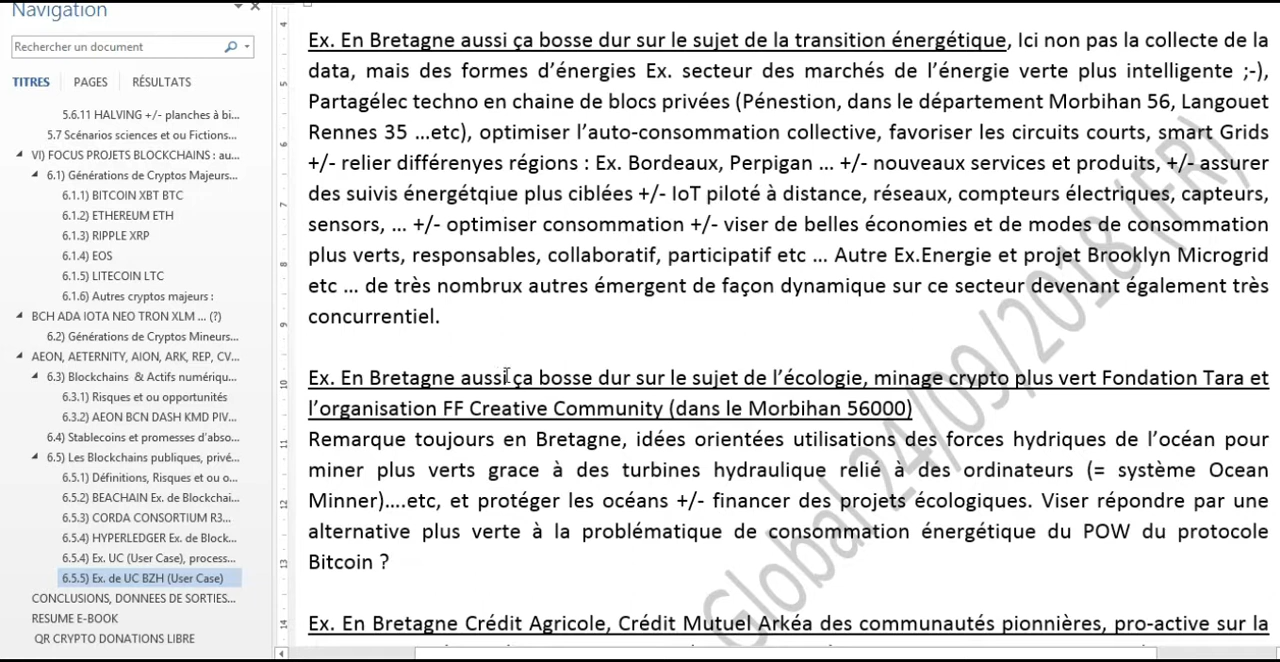 Navigation
Rechercher un document
TITRES PAGES RÉSULTATS
5.6.11 HALVING +/- planches à bi...
5.7 Scénarios sciences et ou Fictions...
VI) FOCUS PROJETS BLOCKCHAINS : au...
6.1) Générations de Cryptos Majeurs...
6.1.1) BITCOIN XBT BTC
6.1.2) ETHEREUM ETH
6.1.3) RIPPLE XRP
6.1.4) EOS
6.1.5) LITECOIN LTC
6.1.6) Autres cryptos majeurs :
BCH ADA IOTA NEO TRON XLM ... (?)
6.2) Générations de Cryptos Mineurs...
AEON, AETERNITY, AION, ARK, REP, CV...
6.3) Blockchains & Actifs numériqu...
6.3.1) Risques et ou opportunités
6.3.2) AEON BCN DASH KMD PIV...
6.4) Stablecoins et promesses d'abso...
6.5) Les Blockchains publiques, privé...
6.5.1) Définitions, Risques et ou o...
6.5.2) BEACHAIN Ex. de Blockchai...
6.5.3) CORDA CONSORTIUM R3...
6.5.4) HYPERLEDGER Ex. de Block...
6.5.4) Ex. UC (User Case), process...
6.5.5) Ex. de UC BZH (User Case)
CONCLUSIONS, DONNEES DE SORTIES...
RESUME E-BOOK
QR CRYPTO DONATIONS LIBRE
4
5
6
7
8
9
10
11
12
13
14
Ex. En Bretagne aussi ça bosse dur sur le sujet de la transition énergétique, Ici non pas la collecte de la
data, mais des formes d'énergies Ex. secteur des marchés de l'énergie verte plus intelligente ;-),
Partagélec techno en chaine de blocs privées (Pénestion, dans le département Morbihan 56, Langouet
Rennes 35 ...etc), optimiser l'auto-consommation collective, favoriser les circuits courts, smart Grids
+/- relier différenyes régions : Ex. Bordeaux, Perpigan ... +/- nouveaux services et produits, +/- assurer
des suivis énergétqiue plus ciblées +/- IoT piloté à distance, réseaux, compteurs électriques, capteurs,
sensors, ... +/- optimiser consommation +/- viser de belles économies et de modes de consommation
plus verts, responsables, collaboratif, participatif etc ... Autre Ex.Energie et projet Brooklyn Microgrid
etc ... de très nombrux autres émergent de façon dynamique sur ce secteur devenant également très
concurrentiel.
Ex. En Bretagne aussi ça bosse dur sur le sujet de l'écologie, minage crypto plus vert Fondation Tara et
l'organisation FF Creative Community (dans le Morbihan 56000)
Remarque toujours en Bretagne, idées orientées utilisations des forces hydriques de l'océan pour
miner plus verts grace à des turbines hydraulique relié à des ordinateurs (= système Ocean
Minner)....etc, et protéger les océans +/- financer des projets écologiques. Viser répondre par une
alternative plus verte à la problématique de consommation énergétique du POW du protocole
Bitcoin ?
Ex. En Bretagne Crédit Agricole, Crédit Mutuel Arkéa des communautés pionnières, pro-active sur la
Global 24/09/2018 (FR)